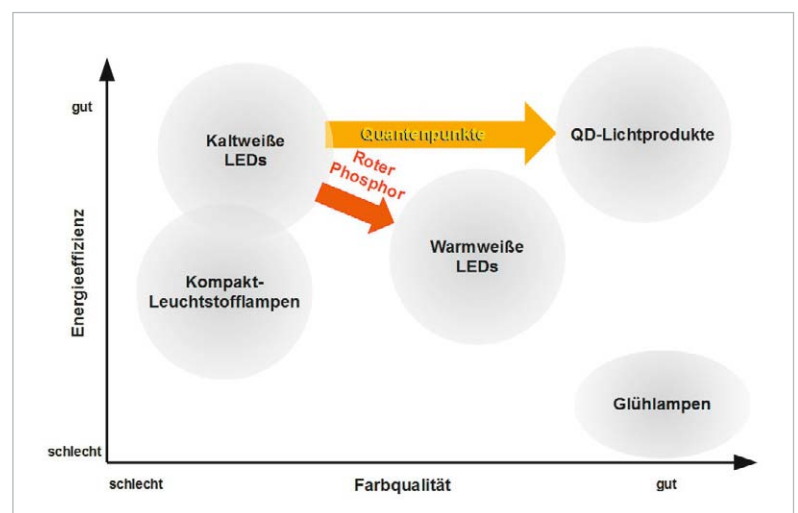 gut
Kaltweiße
LEDs
Quantenpunkte
QD-Lichtprodukte
Roter
Phosphor
Warmweiße
LEDs
Kompakt-
Leuchtstofflampen
Energieeffizienz
Glühlampen
schlecht
schlecht
Farbqualität
gut